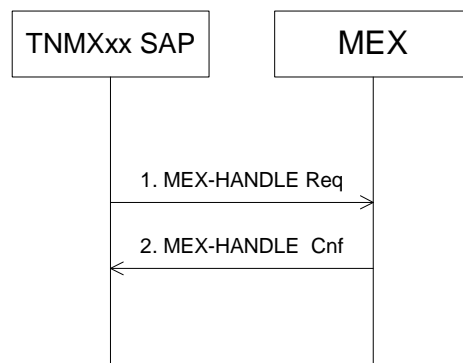 TNMXxx SAP
MEX
1. MEX-HANDLE Req
2. MEX-HANDLE  Cnf